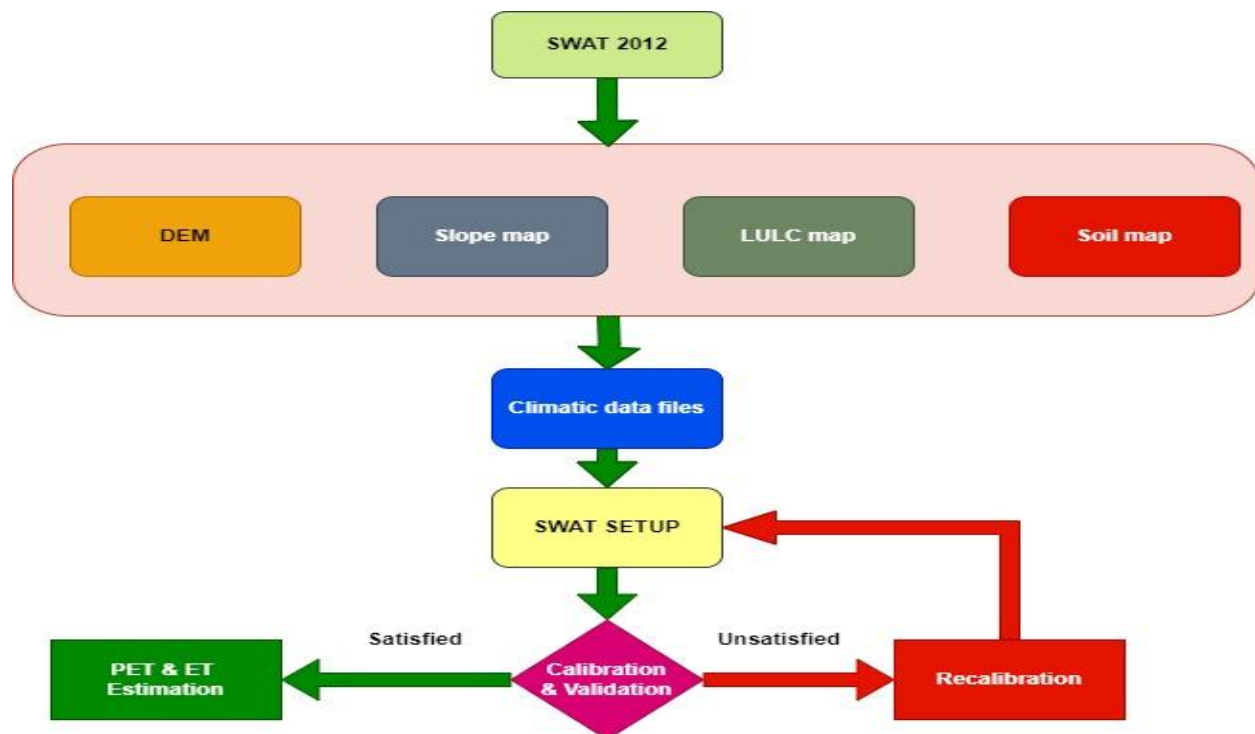 SWAT 2012
DEM
Slope map
LULC map
Soil map
Climatic data files
SWAT SETUP
Satisfied
Unsatisfied
PET & ET
Estimation
Calibration
& Validation
Recalibration